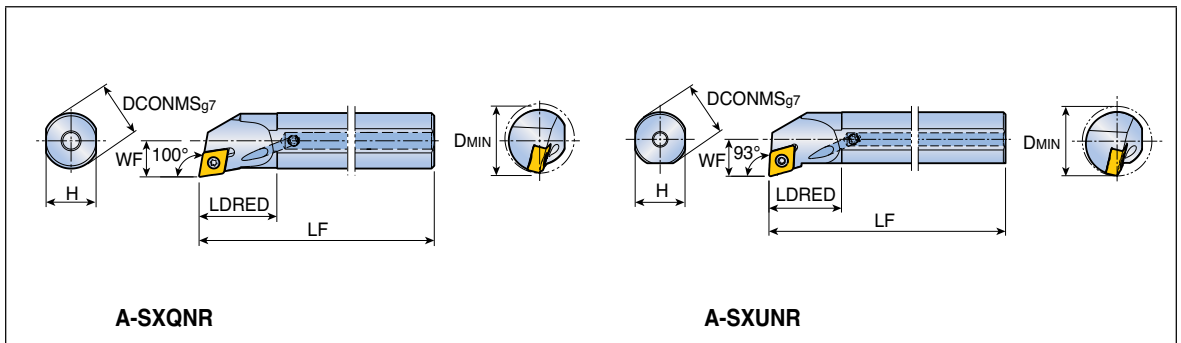 DCONMSg7
WF
100°
H
LDRED
LF
DMIN
A-SXQNR
DCONMSg7
WF
93°
H
LDRED
LF
DMIN
A-SXUNR